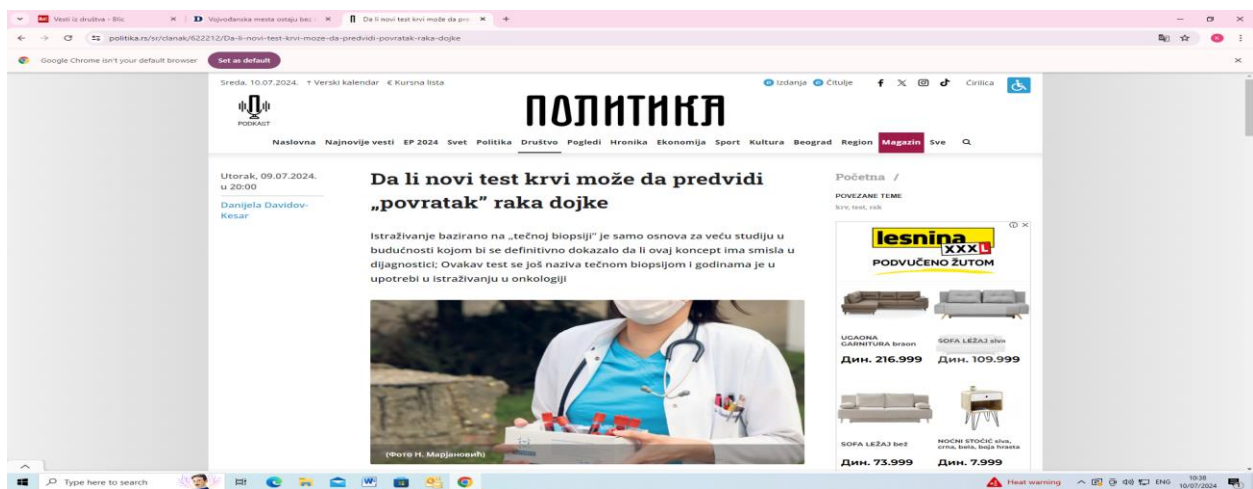 Vesti iz društva - Blic
Vojvođanska mesta ostaju bez
Da li novi test krvi može da pre
politika.rs/sr/clanak/622212/Da-li-novi-test-krvi-moze-da-predvidi-povratak-raka-dojke
Google Chrome isn't your default browser
Set as default
Sreda, 10.07.2024. † Verski kalendar € Kursna lista
Izdanja Čitulje
Ćirilica
PODKAST
ПОЛИТИКА
Naslovna Najnovije vesti EP 2024 Svet Politika Društvo Pogledi Hronika Ekonomija Sport Kultura Beograd Region Magazin Sve
Utorak, 09.07.2024.
u 20:00
Danijela Davidov-
Kesar
Da li novi test krvi može da predvidi
„povratak” raka dojke
Istraživanje bazirano na „tečnoj biopsiji” je samo osnova za veću studiju u
budućnosti kojom bi se definitivno dokazalo da li ovaj koncept ima smisla u
dijagnostici; Ovakav test se još naziva tečnom biopsijom i godinama je u
upotrebi u istraživanju u onkologiji
(Фото Н. Марјановић)
Početna /
POVEZANE TEME
krv, test, rak
lesnina
XXXL
PODVUČENO ŽUTOM
UGAONA
GARNITURA braon
Дин. 216.999
SOFA LEŽAJ siva
Дин. 109.999
SOFA LEŽAJ bež
Дин. 73.999
NOĆNI STOČIĆ siva,
crna, bela, boja hrasta
Дин. 7.999
Type here to search
Heat warning
ENG
10:38
10/07/2024